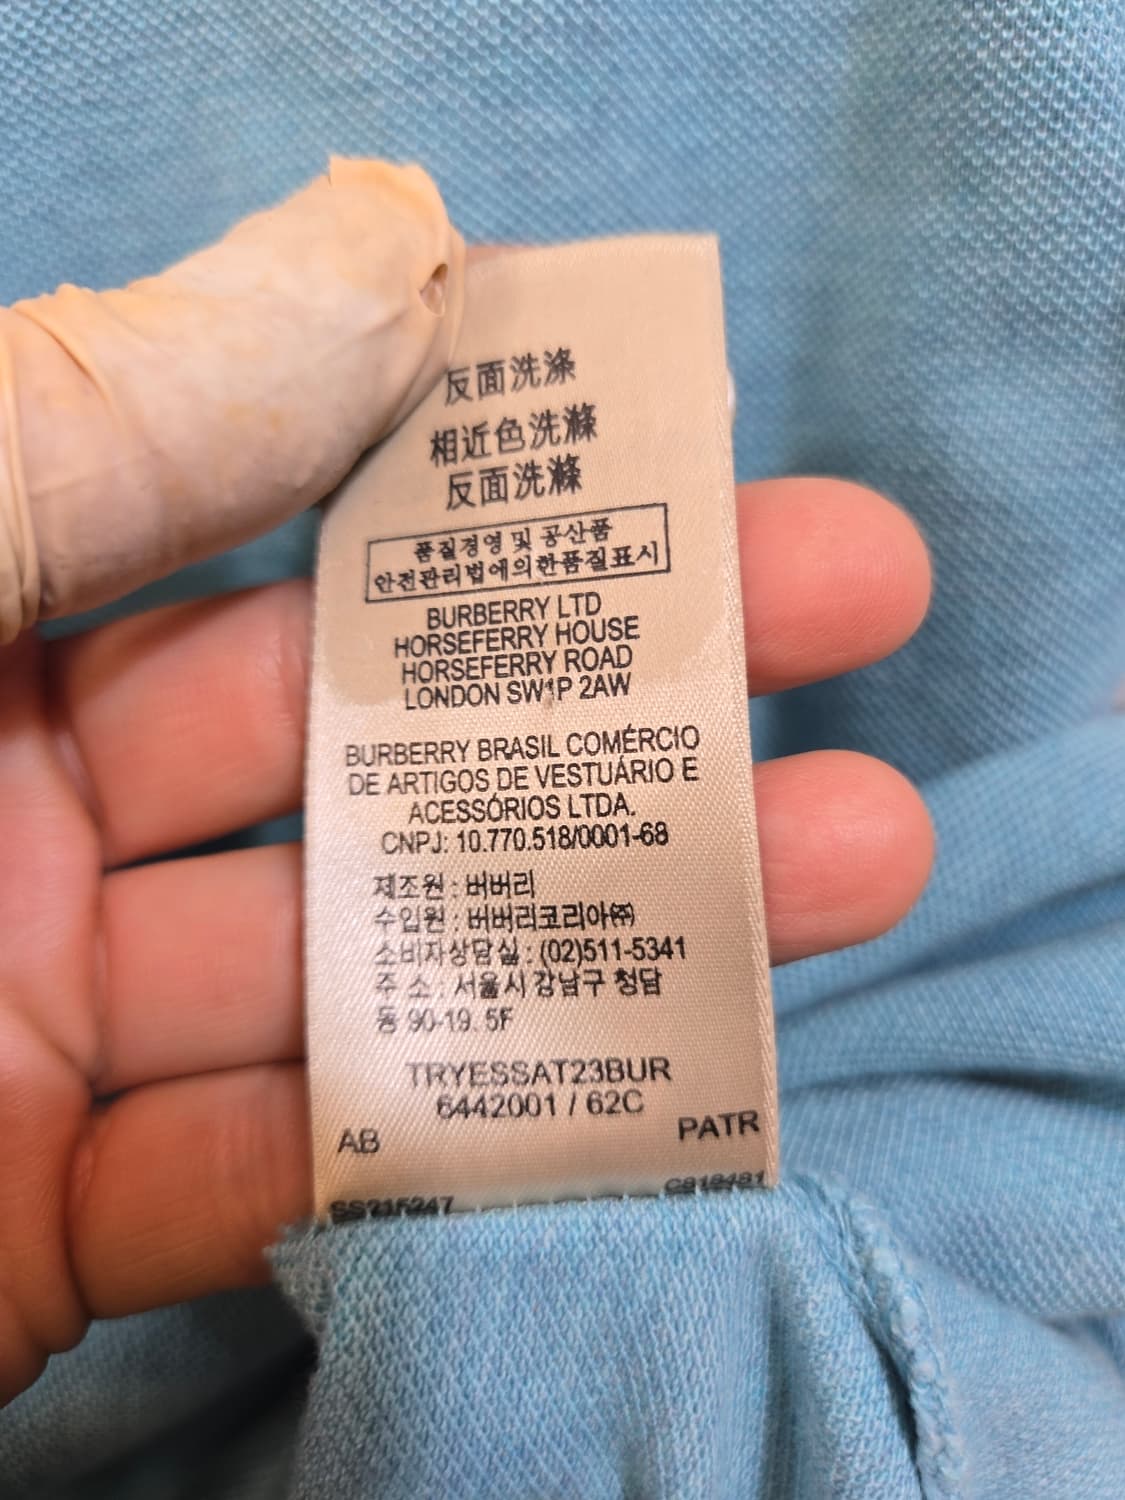 反面洗涤
相近色洗滌
反面洗滌
품질경영 및 공산품
안전관리법에의한품질표시
BURBERRY LTD
HORSEFERRY HOUSE
HORSEFERRY ROAD
LONDON SW1P 2AW
BURBERRY BRASIL COMÉRCIO
DE ARTIGOS DE VESTUÁRIO E
ACESSÓRIOS LTDA.
CNPJ: 10.770.518/0001-68
제조원 : 버버리
수입원 : 버버리코리아㈜
소비자상담실 : (02)511-5341
주 소 : 서울시 강남구 청담
동 90-19. 5F
TRYESSAT23BUR
6442001 / 62C
AB PATR
SS215247